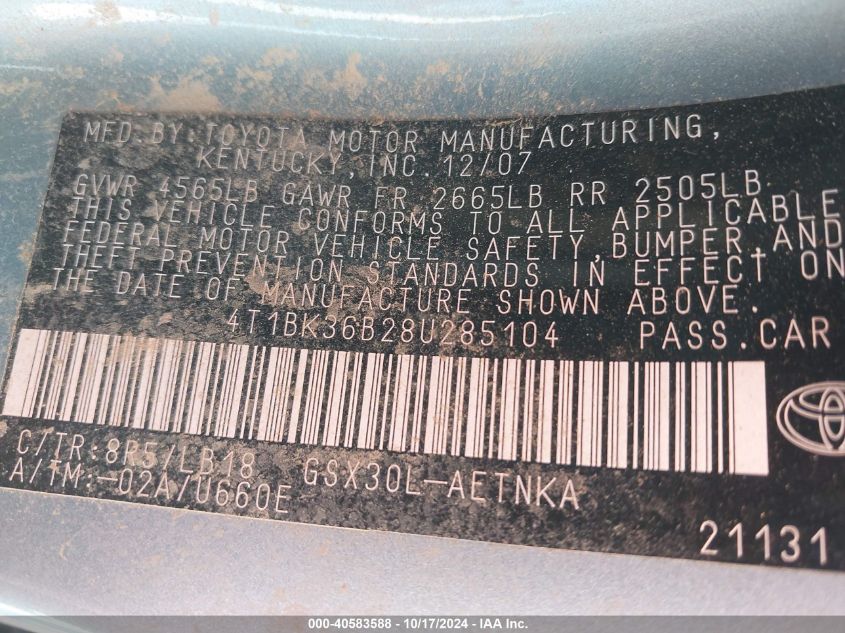 MFD.BY:TOYOTA MOTOR MANUFACTURING,
KENTUCKY,INC.12/07
GVWR 4565LB GAWR FR 2665LB RR 2505LB
THIS VEHICLE CONFORMS TO ALL APPLICABLE
FEDERAL MOTOR VEHICLE SAFETY,BUMPER,AND
THEFT PREVENTION STANDARDS IN EFFECT ON
THE DATE OF MANUFACTURE SHOWN ABOVE.
4T1BK36B28U285104 PASS.CAR
C/TR:8R5/LB18 GSX30L-AETNKA
A/TM:-02A/U660E
21131
000-40583588 - 10/17/2024 - IAA Inc.